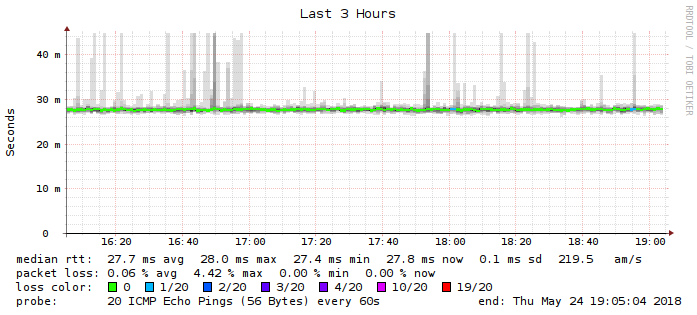 Last 3 Hours
RRDTOOL / TOBI OETIKER
Seconds
40 m
30 m
20 m
10 m
0
16:20 16:40 17:00 17:20 17:40 18:00 18:20 18:40 19:00
median rtt: 27.7 ms avg 28.0 ms max 27.4 ms min 27.8 ms now 0.1 ms sd 219.5 am/s
packet loss: 0.06 % avg 4.42 % max 0.00 % min 0.00 % now
loss color: 0 1/20 2/20 3/20 4/20 10/20 19/20
probe: 20 ICMP Echo Pings (56 Bytes) every 60s end: Thu May 24 19:05:04 2018